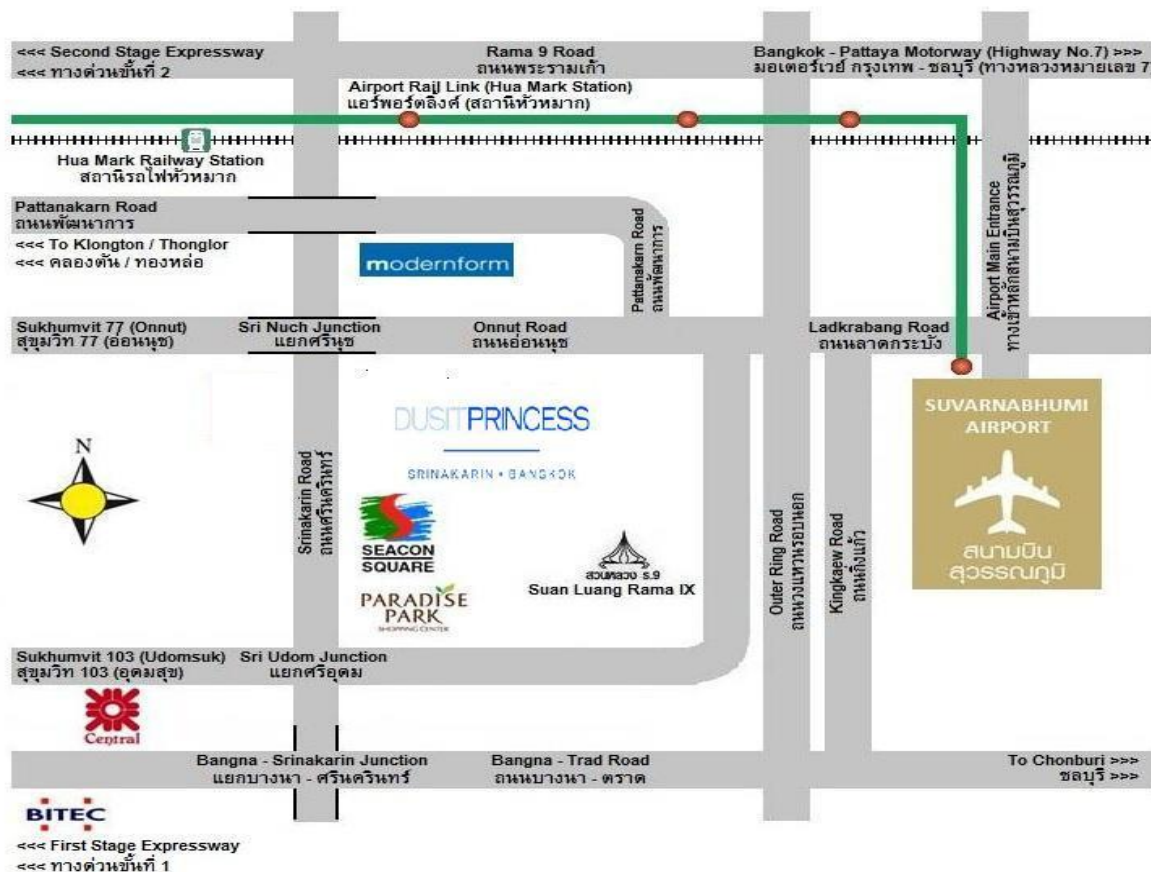 <<< Second Stage Expressway
<<< ทางด่วนขั้นที่ 2
Rama 9 Road
ถนนพระรามเก้า
Bangkok - Pattaya Motorway (Highway No.7) >>>
มอเตอร์เวย์ กรุงเทพ - ชลบุรี (ทางหลวงหมายเลข 7)
Airport Rail Link (Hua Mark Station)
แอร์พอร์ตลิงค์ (สถานีหัวหมาก)
Hua Mark Railway Station
สถานีรถไฟหัวหมาก
Pattanakarn Road
ถนนพัฒนาการ
<<< To Klongton / Thonglor
<<< คลองตัน / ทองหล่อ
modernform
Pattanakarn Road
ถนนพัฒนาการ
Airport Main Entrance
ทางเข้าหลักสนามบินสุวรรณภูมิ
Sukhumvit 77 (Onnut)
สุขุมวิท 77 (อ่อนนุช)
Sri Nuch Junction
แยกศรีนุช
Onnut Road
ถนนอ่อนนุช
Ladkrabang Road
ถนนลาดกระบัง
DUSIT PRINCESS
SRINAKARIN • BANGKOK
SUVARNABHUMI
AIRPORT
สนามบิน
สุวรรณภูมิ
N
Srinakarin Road
ถนนศรีนครินทร์
SEACON
SQUARE
PARADISE
PARK
SHOPPING CENTER
สวนหลวง ร.9
Suan Luang Rama IX
Outer Ring Road
ถนนวงแหวนรอบนอก
Kingkaew Road
ถนนกิ่งแก้ว
Sukhumvit 103 (Udomsuk)
สุขุมวิท 103 (อุดมสุข)
Sri Udom Junction
แยกศรีอุดม
Central
Bangna - Srinakarin Junction
แยกบางนา - ศรีนครินทร์
Bangna - Trad Road
ถนนบางนา - ตราด
To Chonburi >>>
ชลบุรี >>>
BITEC
<<< First Stage Expressway
<<< ทางด่วนขั้นที่ 1